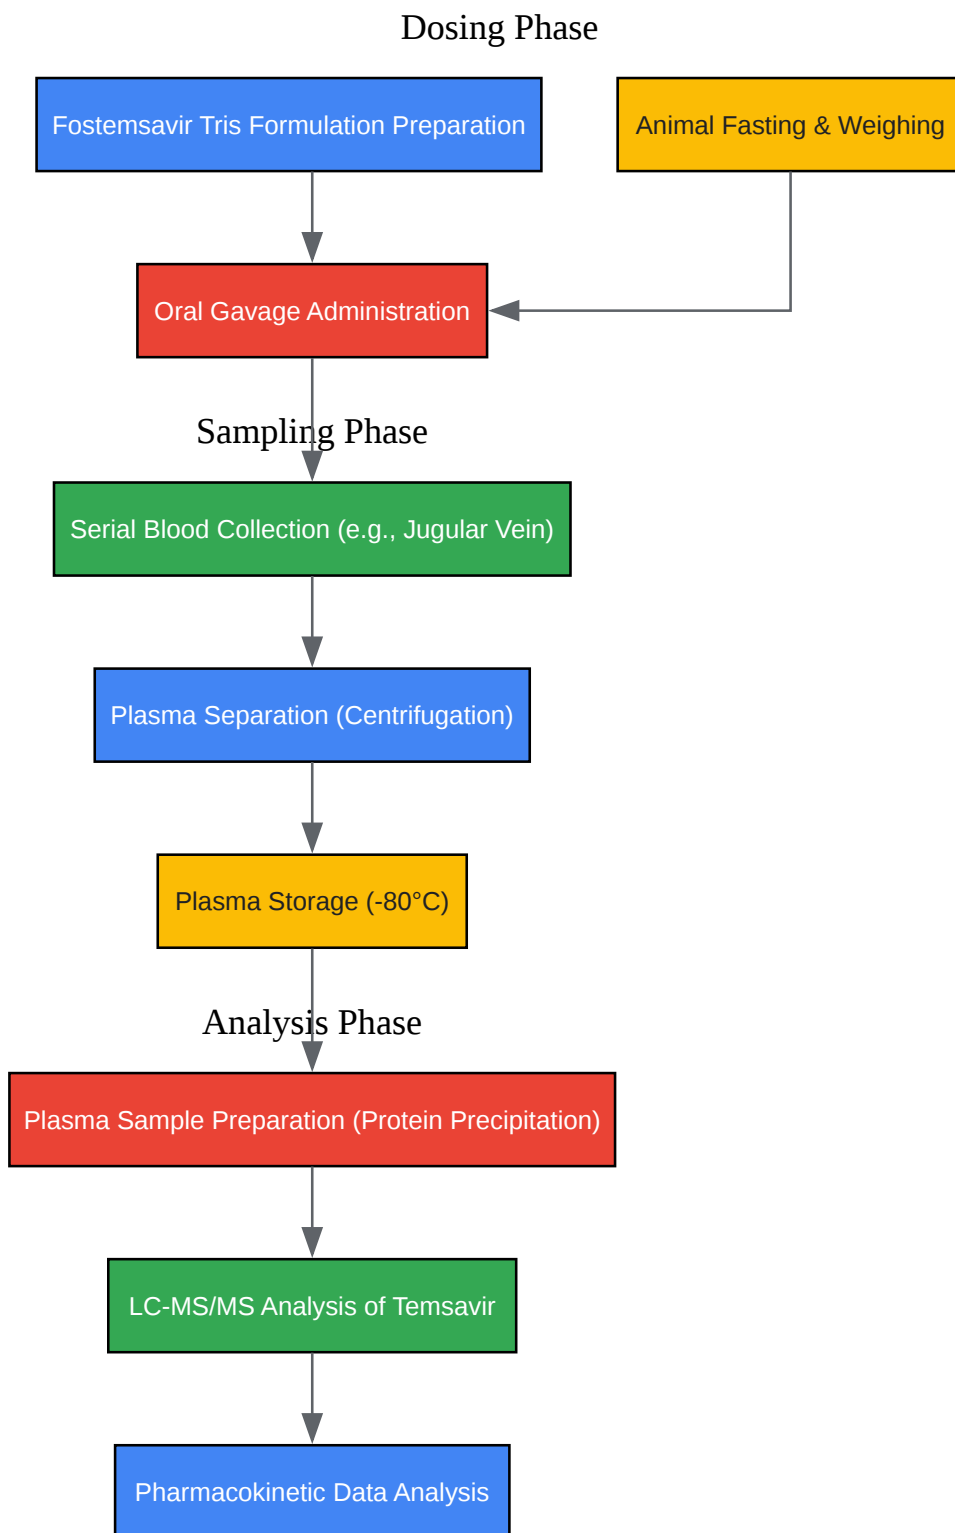 Dosing Phase
Fostemsavir Tris Formulation Preparation
Animal Fasting & Weighing
Oral Gavage Administration
Sampling Phase
Serial Blood Collection (e.g., Jugular Vein)
Plasma Separation (Centrifugation)
Plasma Storage (-80°C)
Analysis Phase
Plasma Sample Preparation (Protein Precipitation)
LC-MS/MS Analysis of Temsavir
Pharmacokinetic Data Analysis